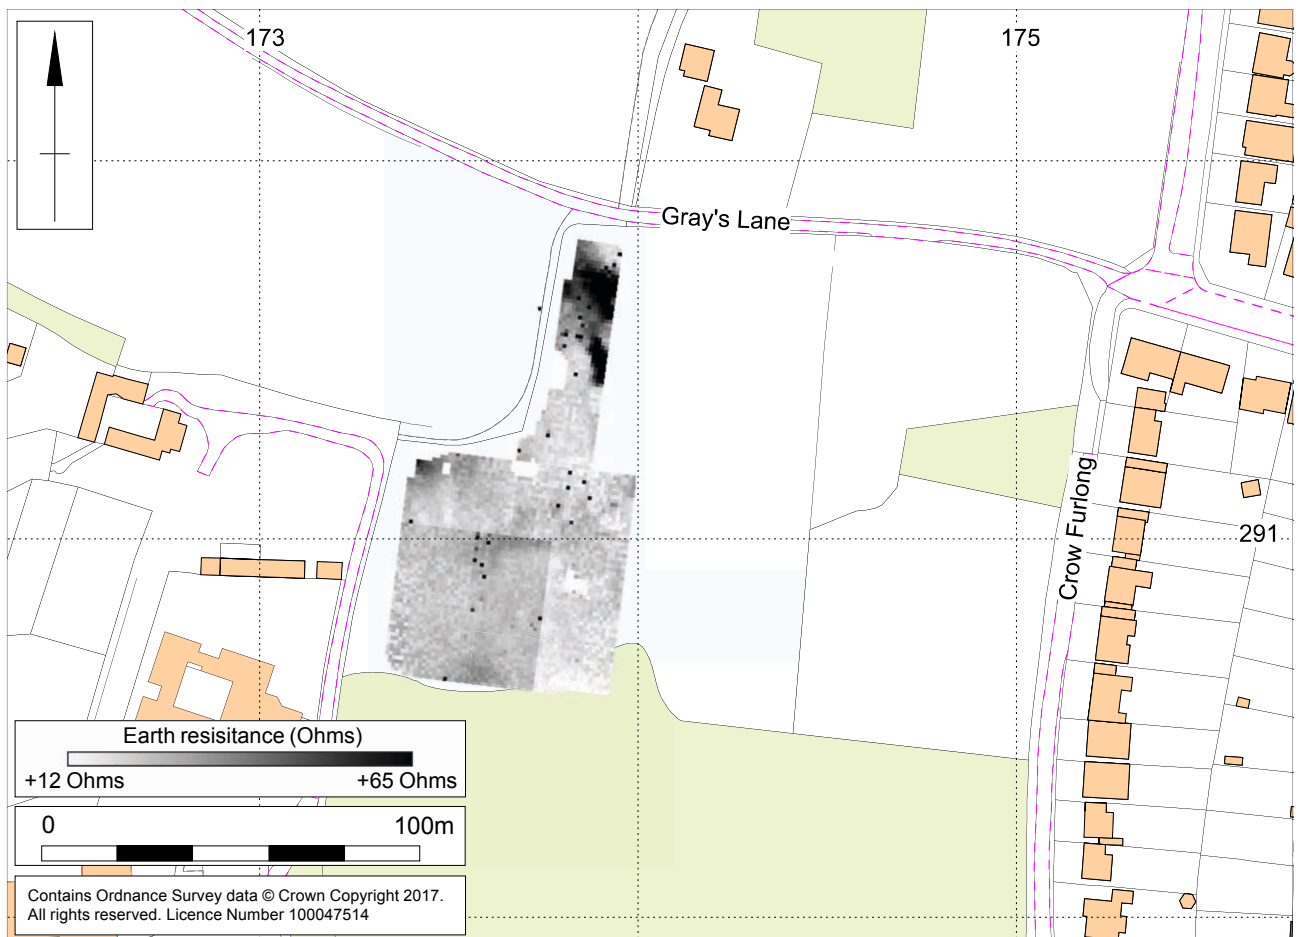 173
175
Gray's Lane
291
Crow Furlong
Earth resisitance (Ohms)
+12 Ohms +65 Ohms
0 100m
Contains Ordnance Survey data © Crown Copyright 2017.
All rights reserved. Licence Number 100047514